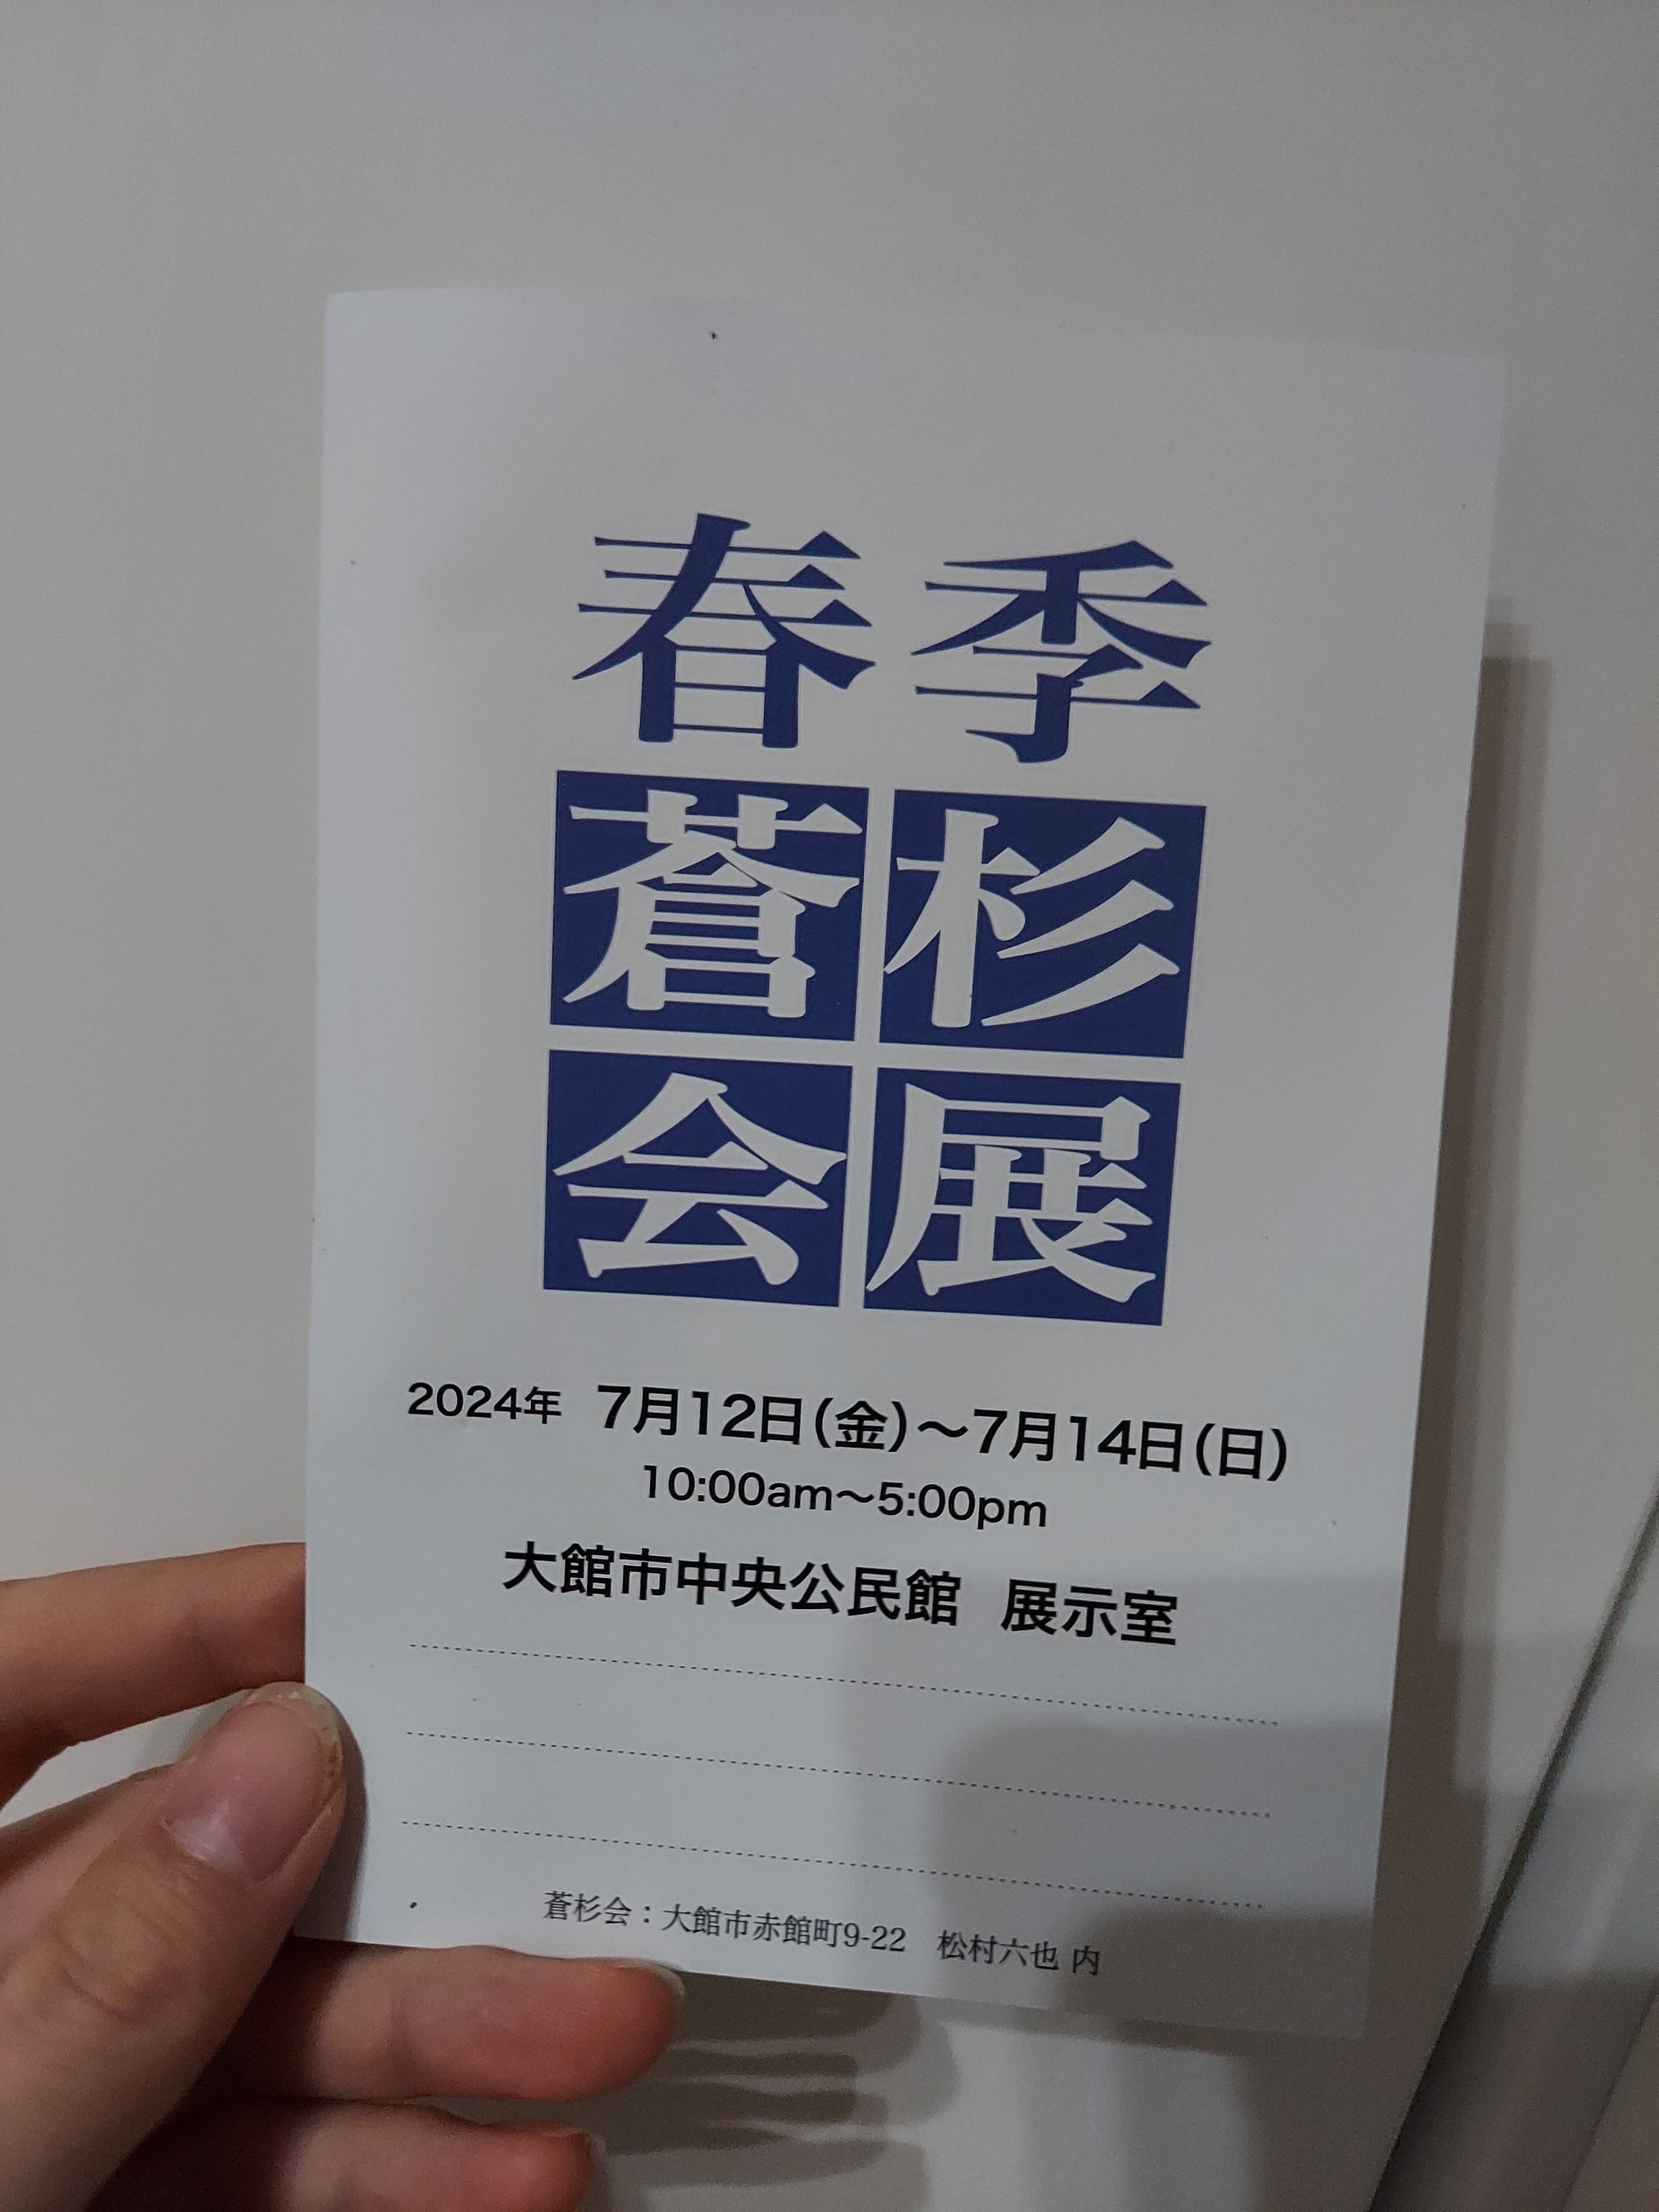 春季
蒼杉
会展
2024年 7月12日(金)〜7月14日(日)
10:00am〜5:00pm
大館市中央公民館 展示室
蒼杉会：大館市赤館町9-22 松村六也 内